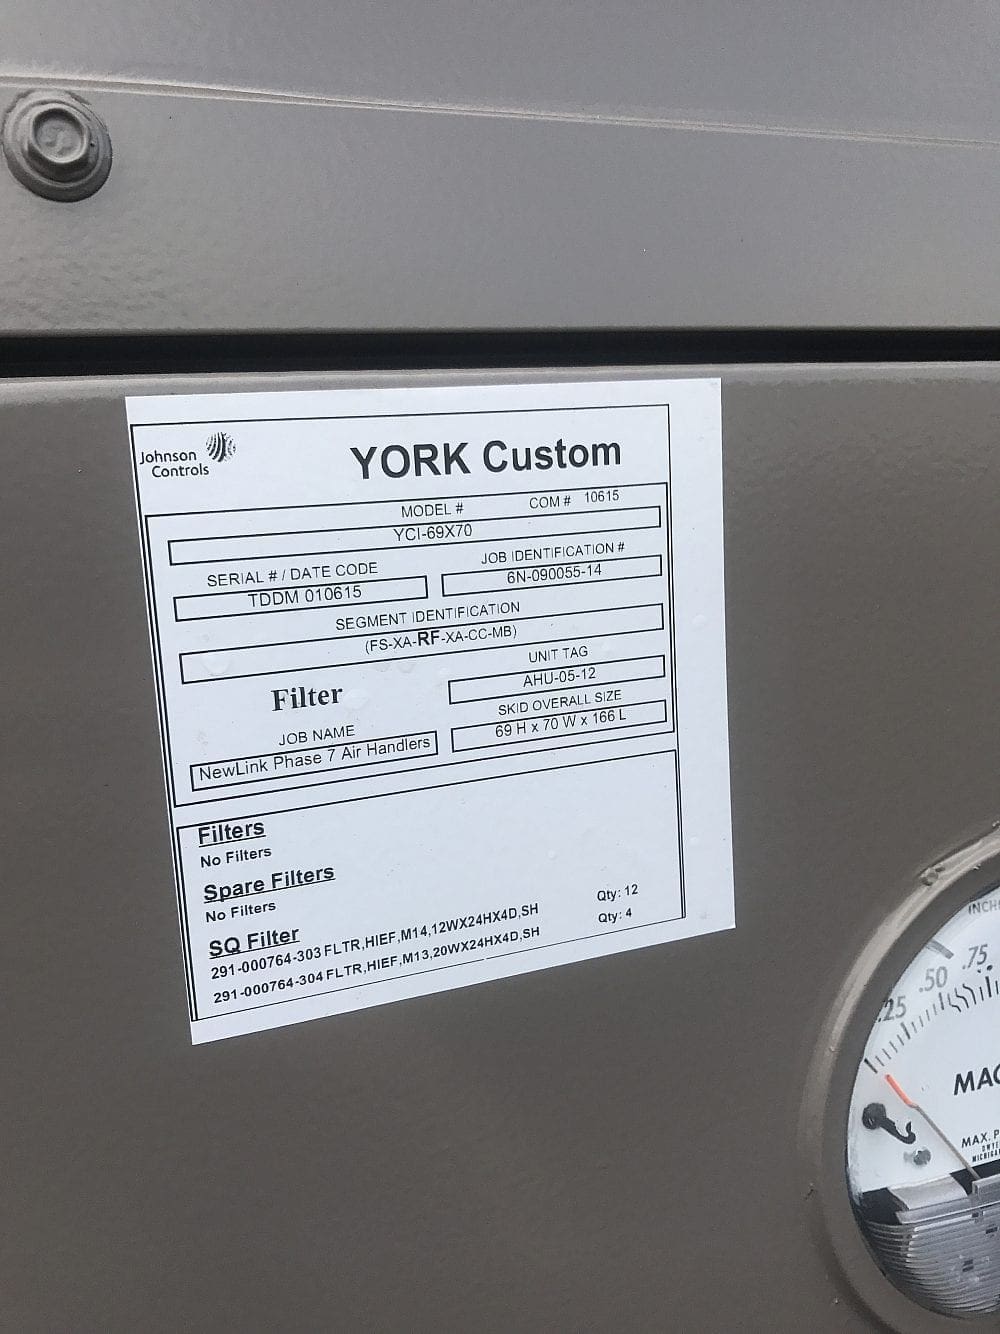 Johnson
Controls
YORK Custom
MODEL #
COM # 10615
YCI-69X70
SERIAL # / DATE CODE
JOB IDENTIFICATION #
TDDM 010615
6N-090055-14
SEGMENT IDENTIFICATION
(FS-XA-RF-XA-CC-MB)
Filter
UNIT TAG
AHU-05-12
JOB NAME
SKID OVERALL SIZE
NewLink Phase 7 Air Handlers
69 H x 70 W x 166 L
Filters
No Filters
Spare Filters
No Filters
SQ Filter
291-000764-303 FLTR,HIEF,M14,12WX24HX4D,SH Qty: 12
291-000764-304 FLTR,HIEF,M13,20WX24HX4D,SH Qty: 4
.25 .50 .75
MAX.